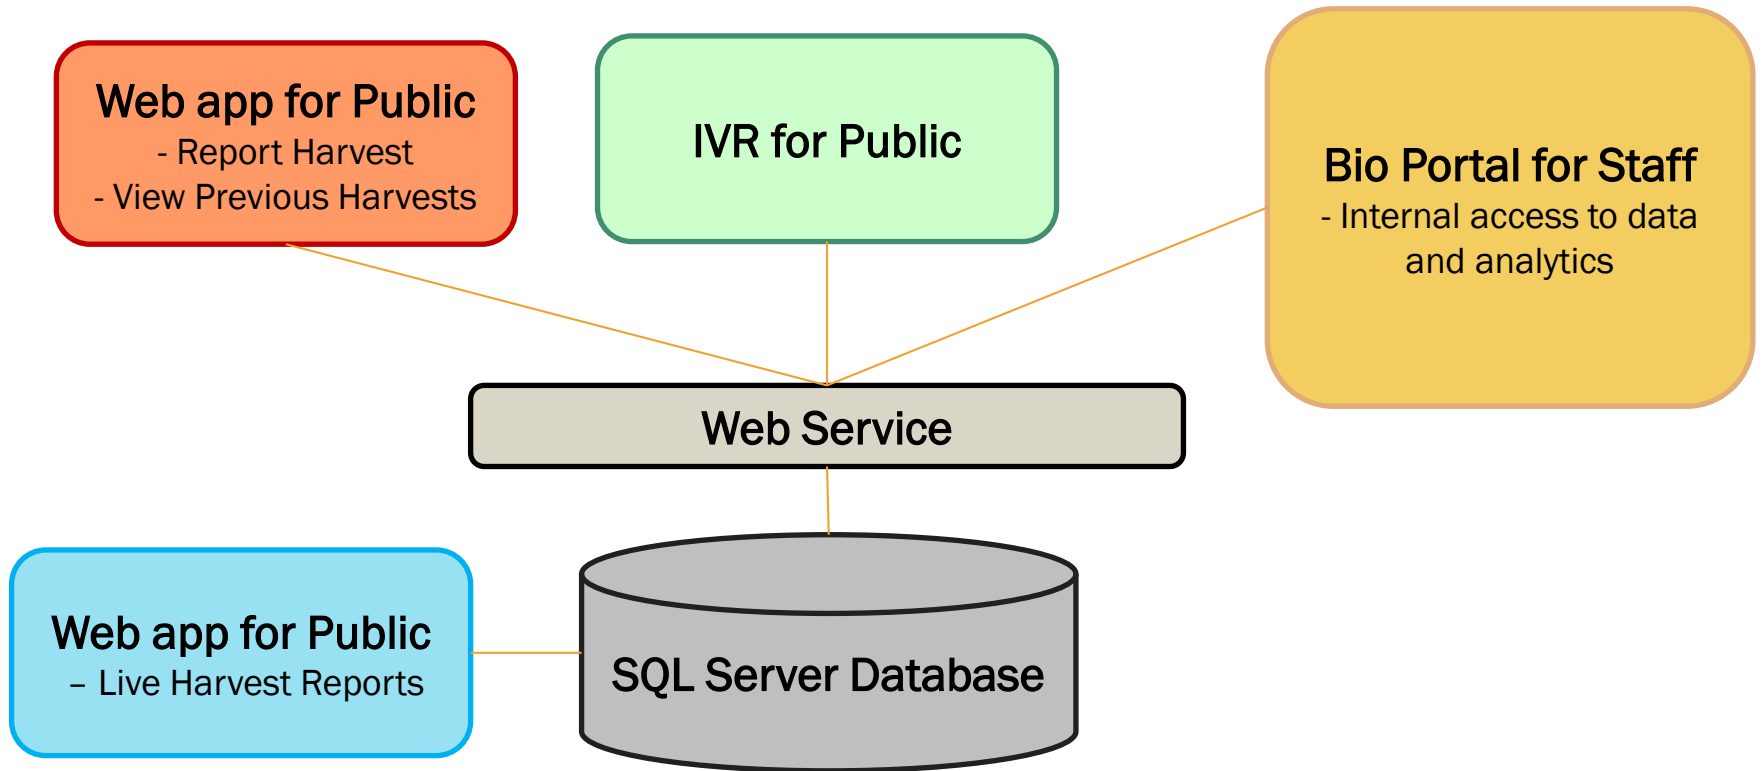 Web app for Public
- Report Harvest
- View Previous Harvests
IVR for Public
Bio Portal for Staff
- Internal access to data
and analytics
Web Service
Web app for Public
– Live Harvest Reports
SQL Server Database